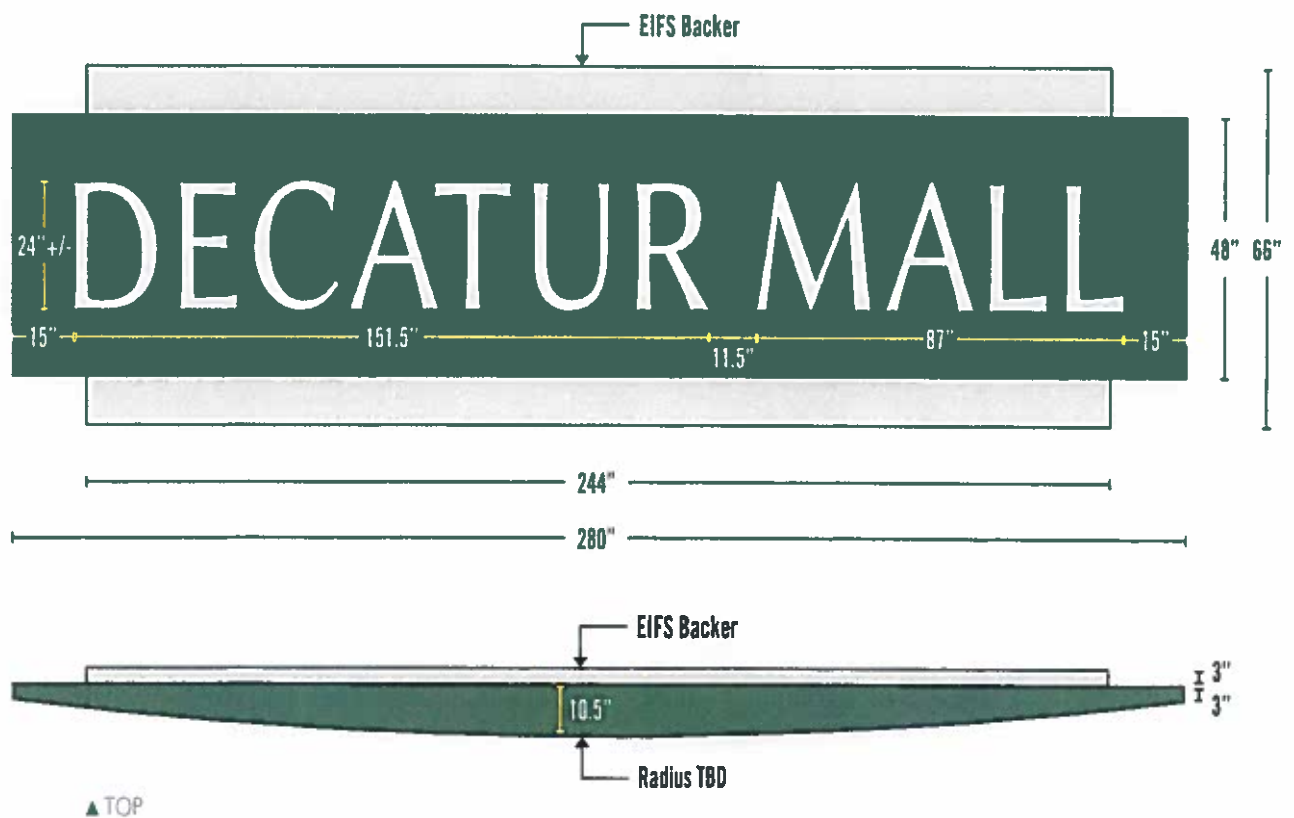 EIFS Backer
DECATUR MALL
24"+/-
48" 66"
15" 151.5" 11.5" 87" 15"
244"
280"
EIFS Backer
3"
3"
10.5"
Radius TBD
▲ TOP